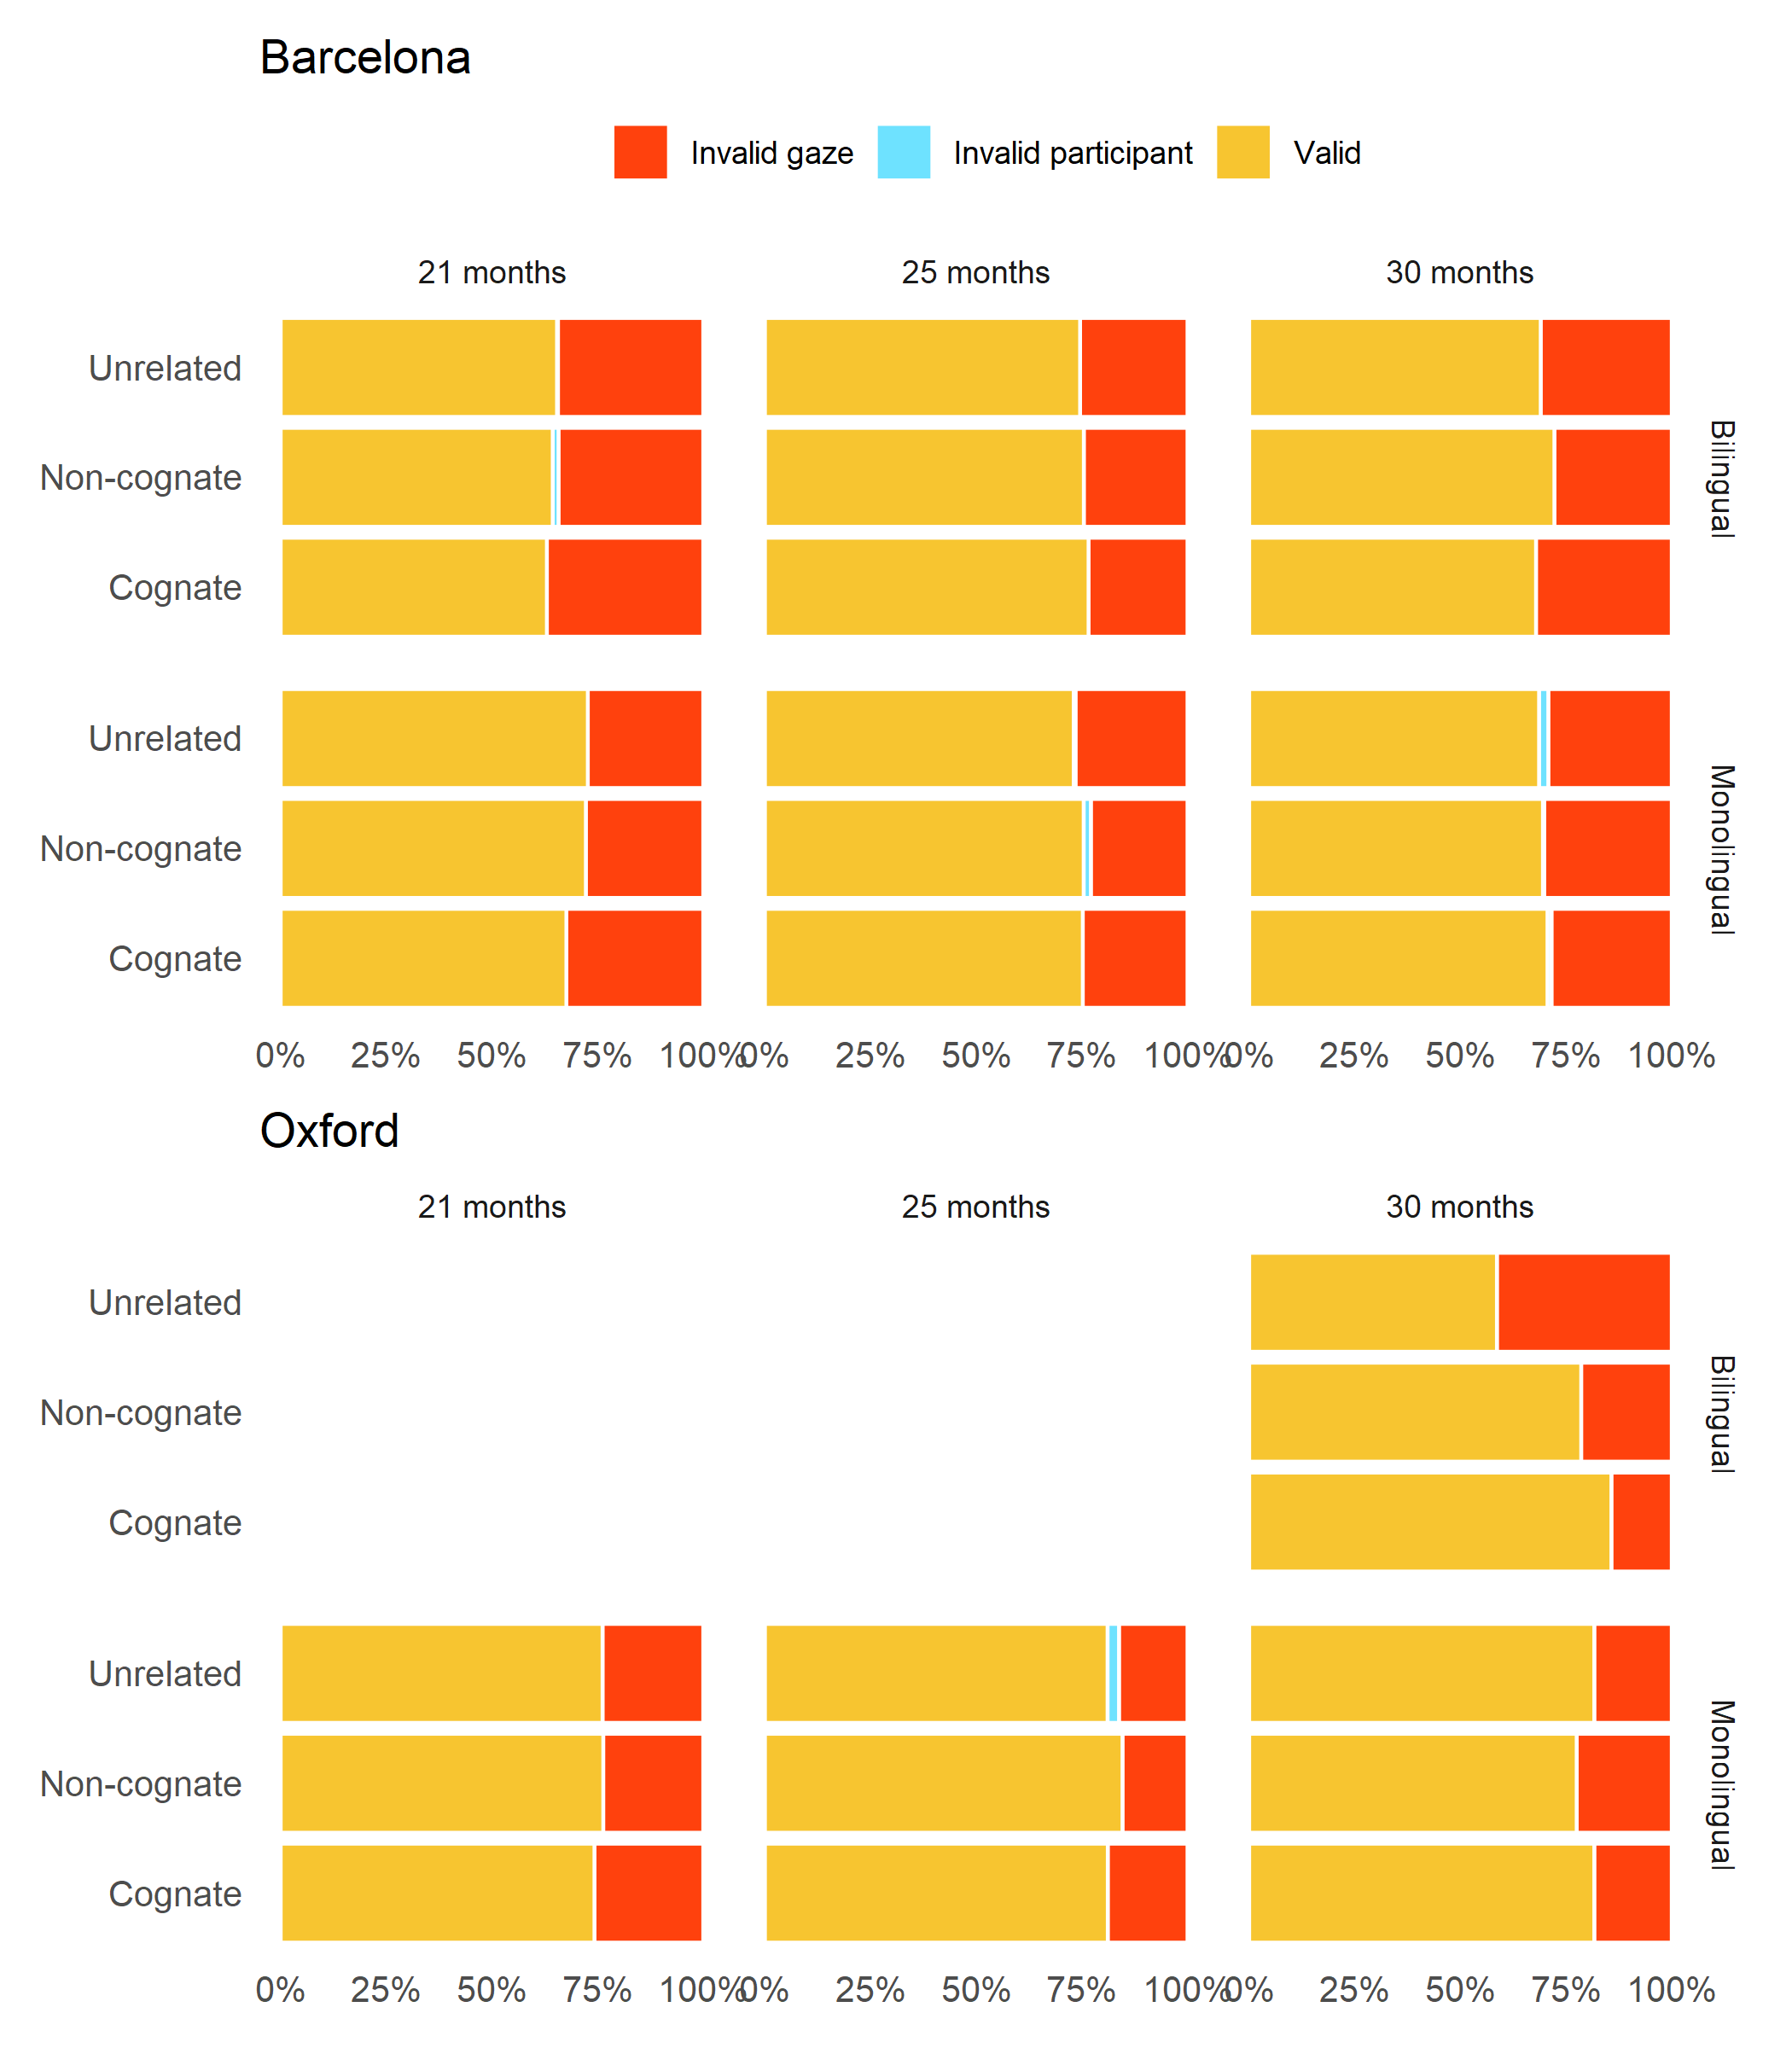 Barcelona
Invalid gaze Invalid participant Valid
21 months 25 months 30 months
Unrelated
Non-cognate
Cognate
Bilingual
Unrelated
Non-cognate
Cognate
Monolingual
0% 25% 50% 75% 100% 0% 25% 50% 75% 100% 0% 25% 50% 75% 100%
Oxford
21 months 25 months 30 months
Unrelated
Non-cognate
Cognate
Bilingual
Unrelated
Non-cognate
Cognate
Monolingual
0% 25% 50% 75% 100% 0% 25% 50% 75% 100% 0% 25% 50% 75% 100%